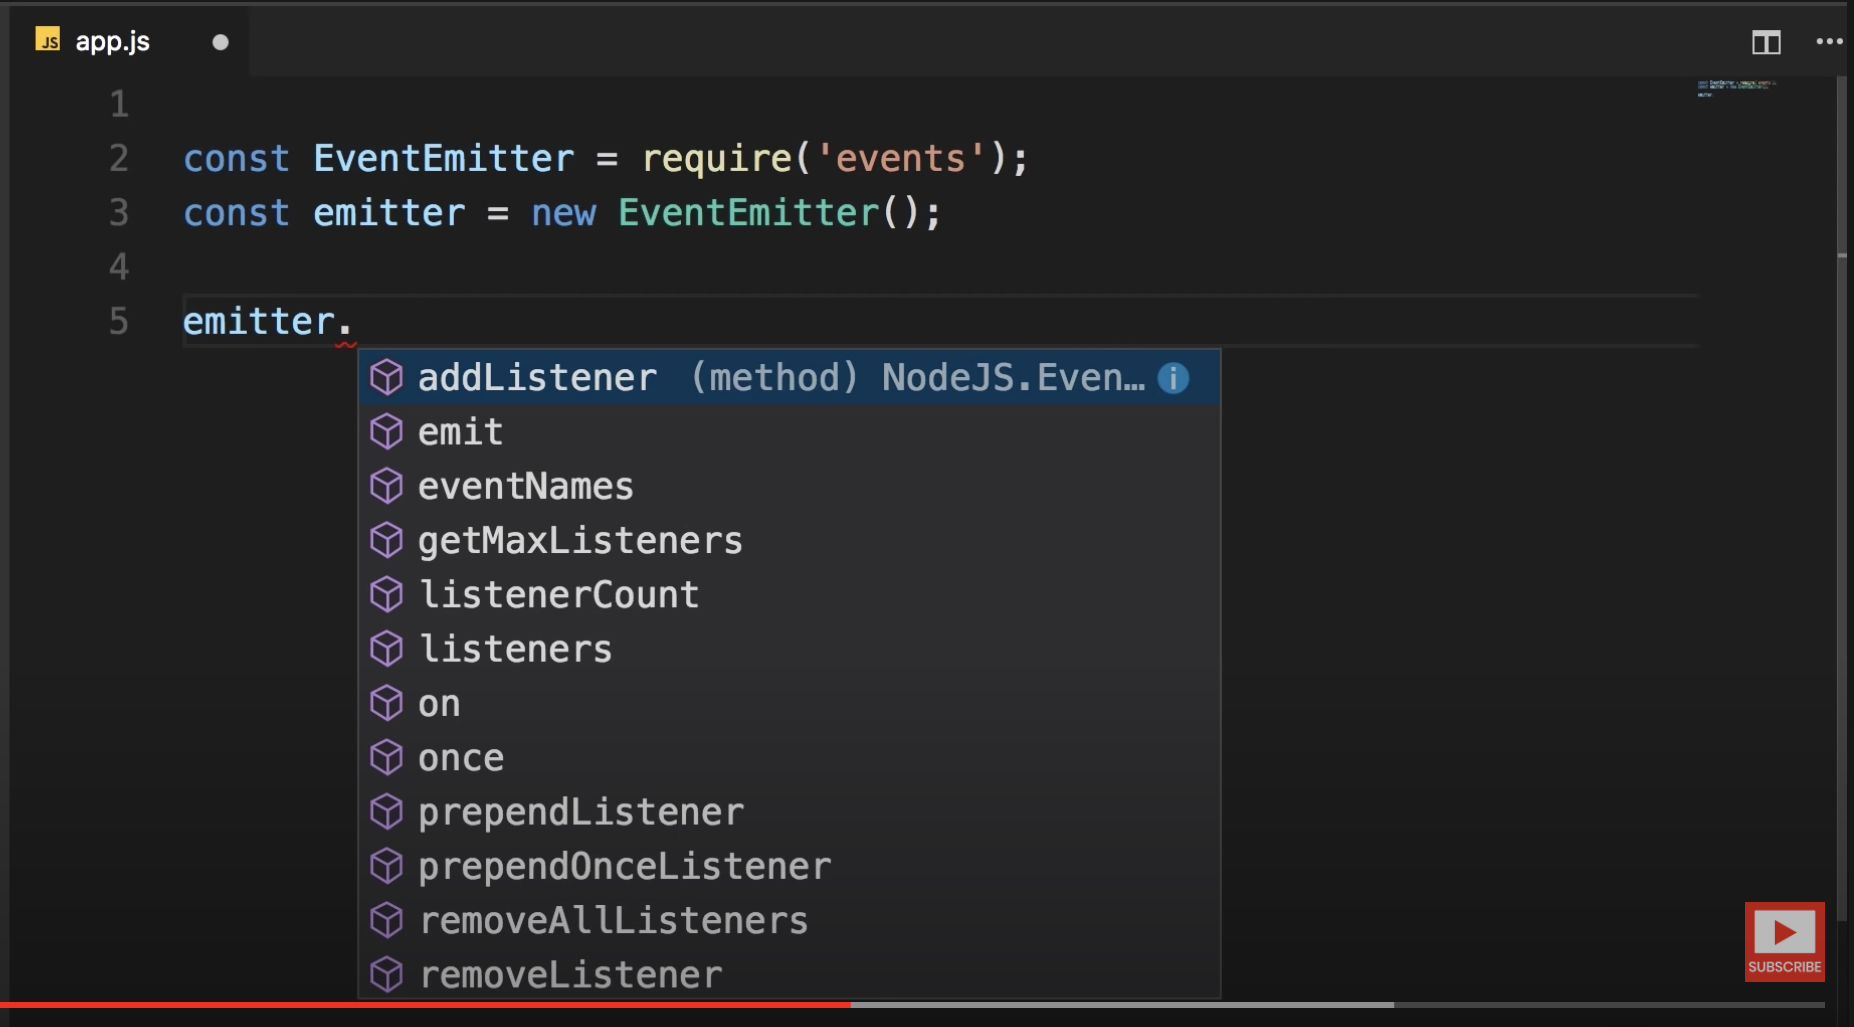 JS app.js
1
2 const EventEmitter = require('events');
3 const emitter = new EventEmitter();
4
5 emitter.
addListener (method) NodeJS.Even…
emit
eventNames
getMaxListeners
listenerCount
listeners
on
once
prependListener
prependOnceListener
removeAllListeners
removeListener
SUBSCRIBE